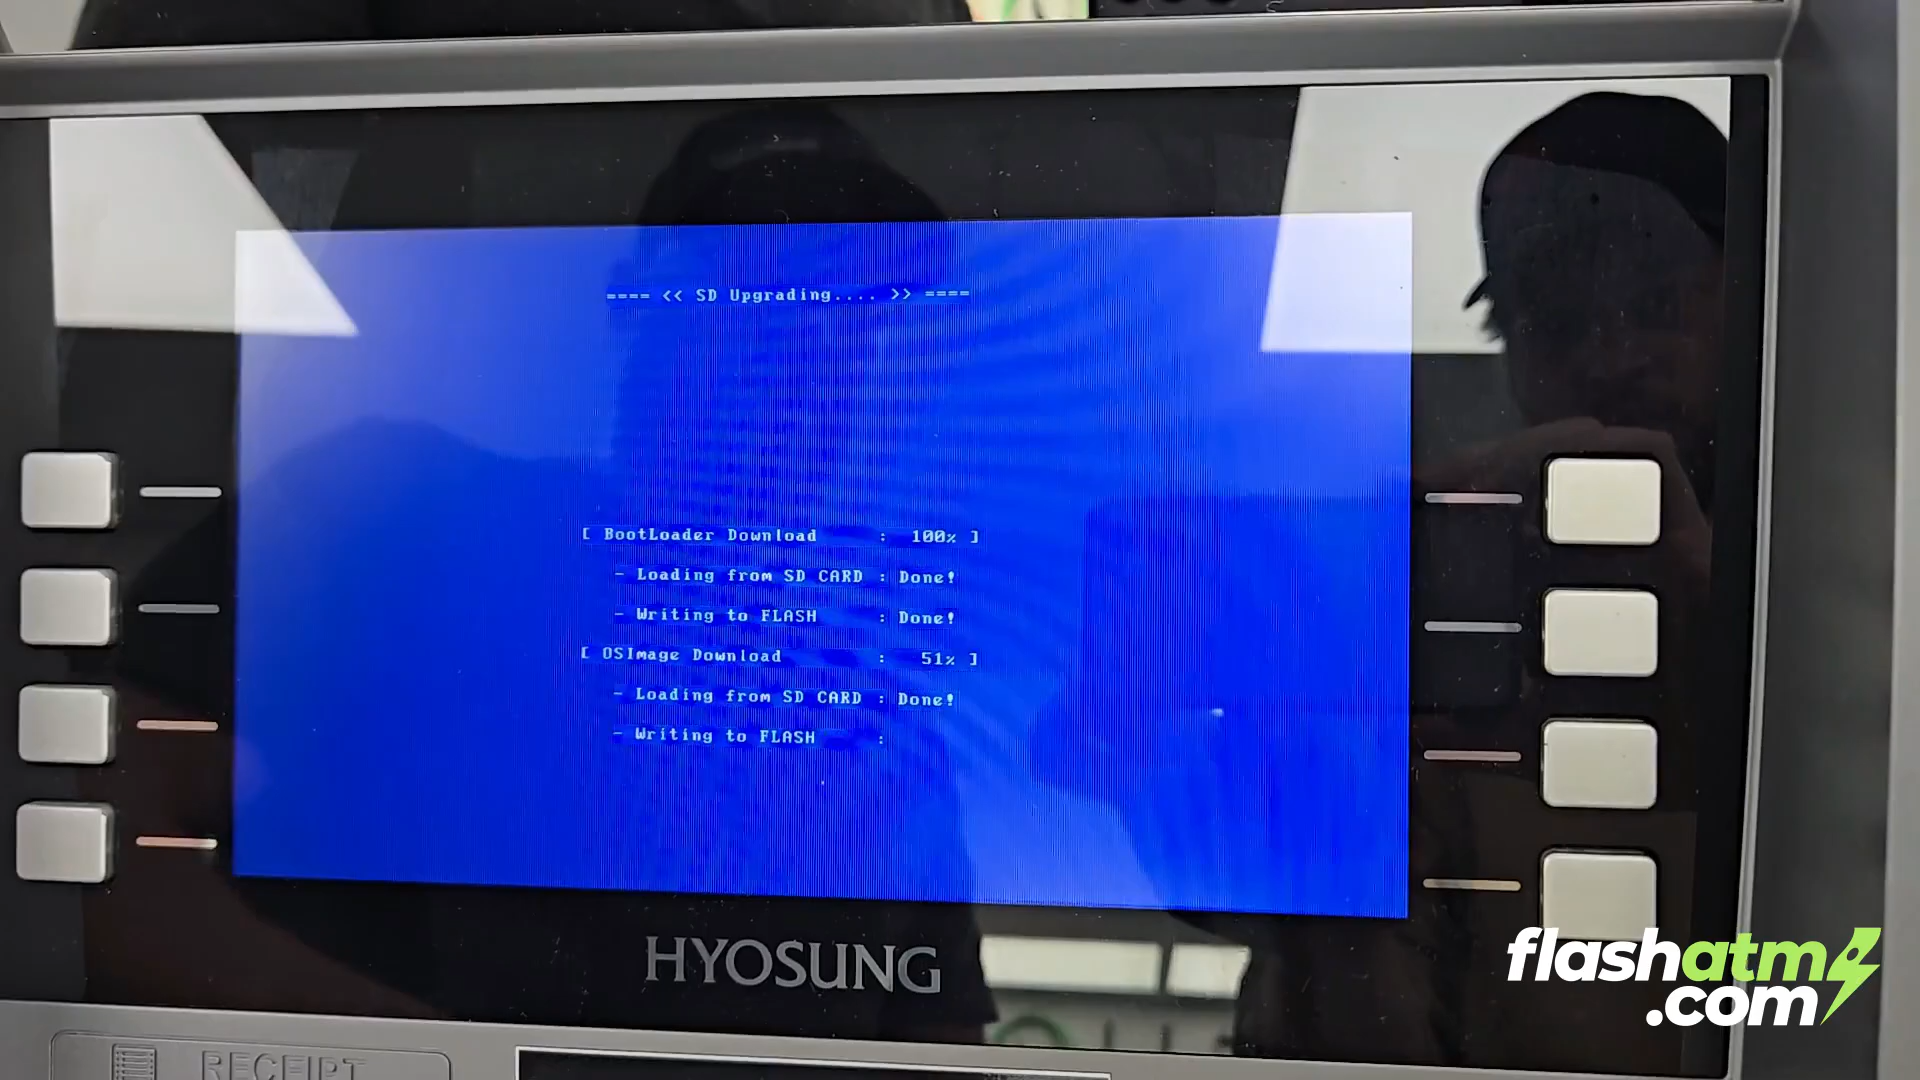 ==== << SD Upgrading.... >> ====
[ BootLoader Download : 100% ]
- Loading from SD CARD : Done!
- Writing to FLASH : Done!
[ OSImage Download : 51% ]
- Loading from SD CARD : Done!
- Writing to FLASH :
HYOSUNG
flashatm
.com
RECEIPT